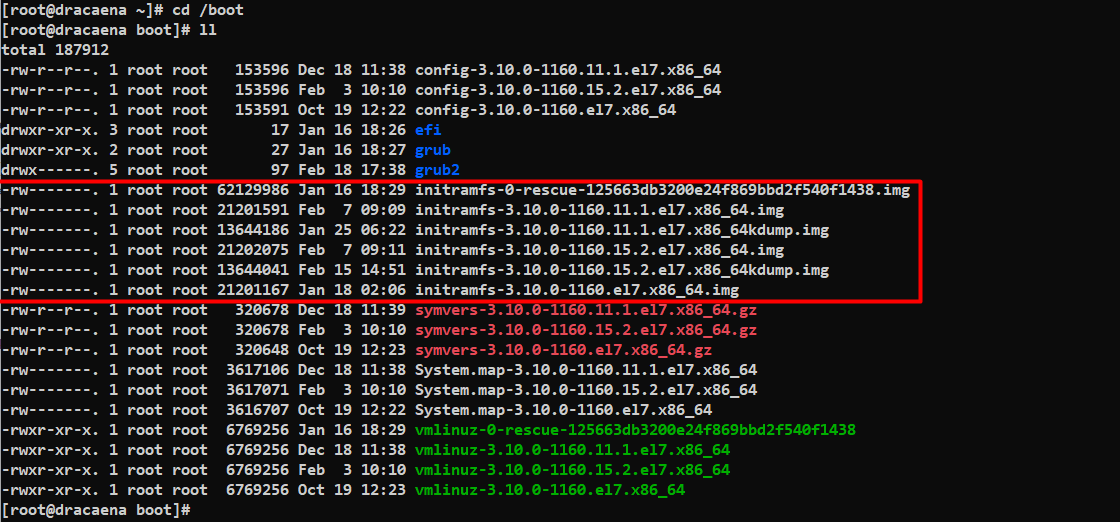 [root@dracaena ~]# cd /boot
[root@dracaena boot]# ll
total 187912
-rw-r--r--. 1 root root   153596 Dec 18 11:38 config-3.10.0-1160.11.1.el7.x86_64
-rw-r--r--. 1 root root   153596 Feb  3 10:10 config-3.10.0-1160.15.2.el7.x86_64
-rw-r--r--. 1 root root   153591 Oct 19 12:22 config-3.10.0-1160.el7.x86_64
drwxr-xr-x. 3 root root       17 Jan 16 18:26 efi
drwxr-xr-x. 2 root root       27 Jan 16 18:27 grub
drwx------. 5 root root       97 Feb 18 17:38 grub2
-rw-------. 1 root root 62129986 Jan 16 18:29 initramfs-0-rescue-125663db3200e24f869bbd2f540f1438.img
-rw-------. 1 root root 21201591 Feb  7 09:09 initramfs-3.10.0-1160.11.1.el7.x86_64.img
-rw-------. 1 root root 13644186 Jan 25 06:22 initramfs-3.10.0-1160.11.1.el7.x86_64kdump.img
-rw-------. 1 root root 21202075 Feb  7 09:11 initramfs-3.10.0-1160.15.2.el7.x86_64.img
-rw-------. 1 root root 13644041 Feb 15 14:51 initramfs-3.10.0-1160.15.2.el7.x86_64kdump.img
-rw-------. 1 root root 21201167 Jan 18 02:06 initramfs-3.10.0-1160.el7.x86_64.img
-rw-r--r--. 1 root root   320678 Dec 18 11:39 symvers-3.10.0-1160.11.1.el7.x86_64.gz
-rw-r--r--. 1 root root   320678 Feb  3 10:10 symvers-3.10.0-1160.15.2.el7.x86_64.gz
-rw-r--r--. 1 root root   320648 Oct 19 12:23 symvers-3.10.0-1160.el7.x86_64.gz
-rw-------. 1 root root  3617106 Dec 18 11:38 System.map-3.10.0-1160.11.1.el7.x86_64
-rw-------. 1 root root  3617071 Feb  3 10:10 System.map-3.10.0-1160.15.2.el7.x86_64
-rw-------. 1 root root  3616707 Oct 19 12:22 System.map-3.10.0-1160.el7.x86_64
-rwxr-xr-x. 1 root root  6769256 Jan 16 18:29 vmlinuz-0-rescue-125663db3200e24f869bbd2f540f1438
-rwxr-xr-x. 1 root root  6769256 Dec 18 11:38 vmlinuz-3.10.0-1160.11.1.el7.x86_64
-rwxr-xr-x. 1 root root  6769256 Feb  3 10:10 vmlinuz-3.10.0-1160.15.2.el7.x86_64
-rwxr-xr-x. 1 root root  6769256 Oct 19 12:23 vmlinuz-3.10.0-1160.el7.x86_64
[root@dracaena boot]#